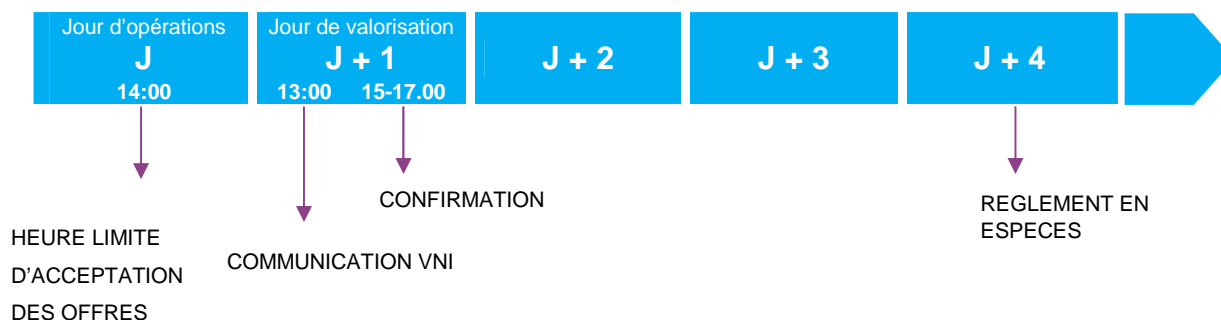 Jour d'opérations
J
14:00
Jour de valorisation
J + 1
13:00 15-17.00
J + 2
J + 3
J + 4
HEURE LIMITE
D'ACCEPTATION
DES OFFRES
COMMUNICATION VNI
CONFIRMATION
REGLEMENT EN
ESPECES